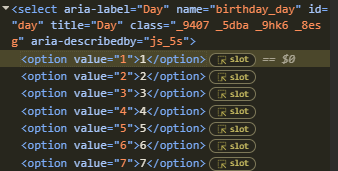 <select aria-label="Day" name="birthday_day" id=
"day" title="Day" class="_9407 _5dba _9hk6 _8es
g" aria-describedby="js_5s">
<option value="1">1</option> slot == $0
<option value="2">2</option> slot
<option value="3">3</option> slot
<option value="4">4</option> slot
<option value="5">5</option> slot
<option value="6">6</option> slot
<option value="7">7</option> slot